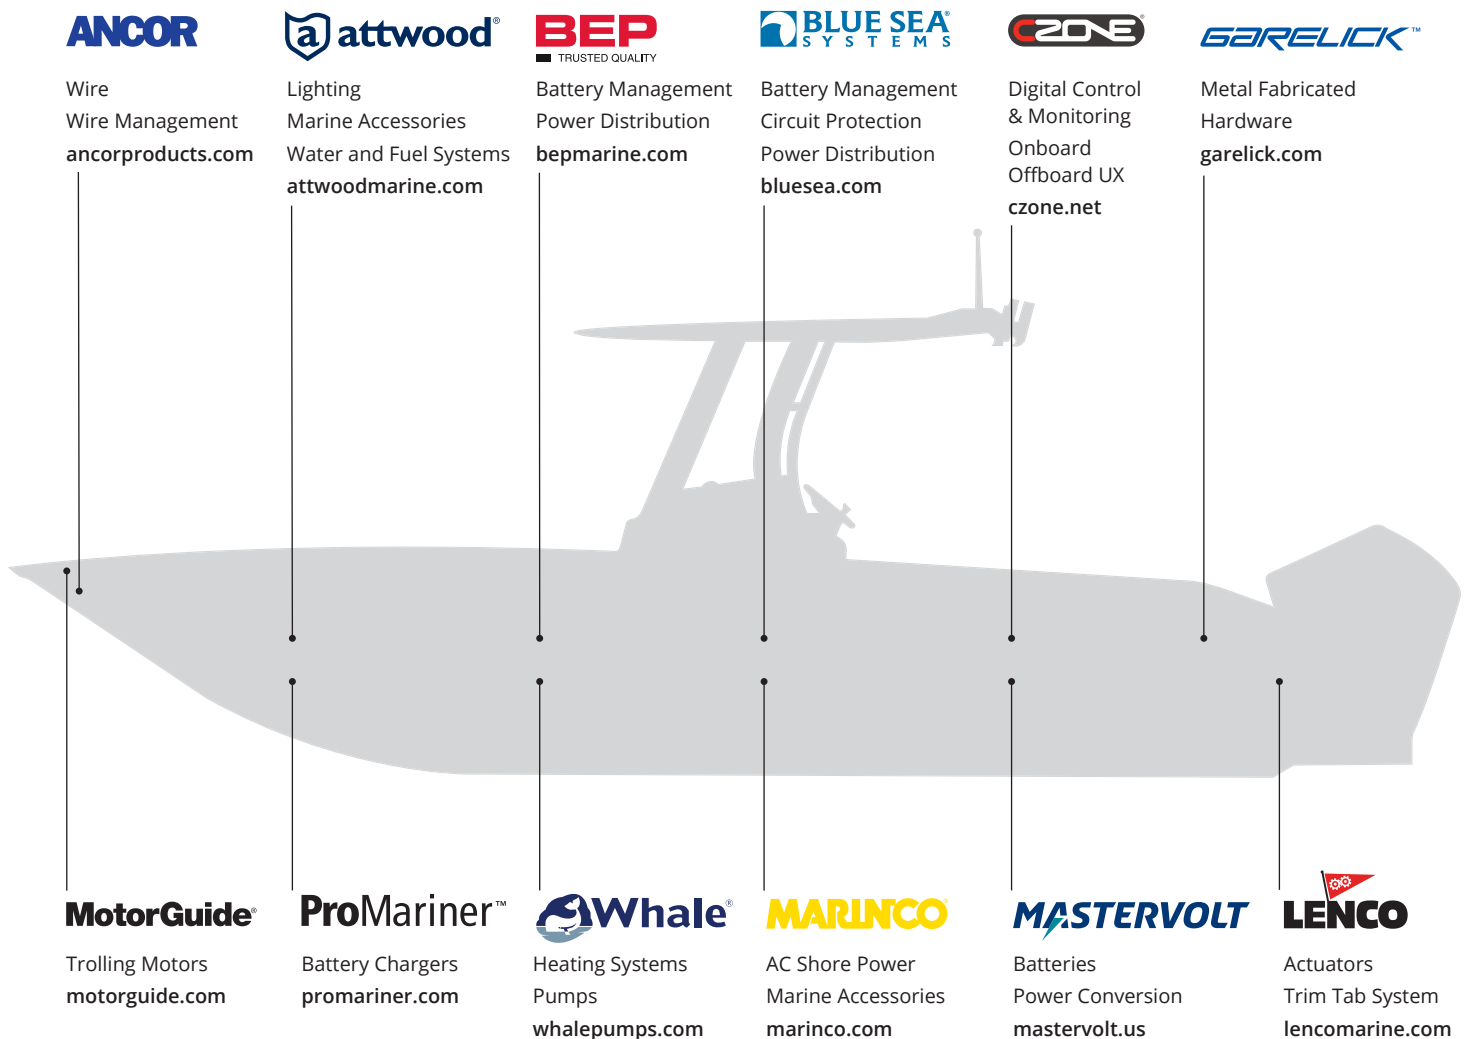 ANCOR
Wire
Wire Management
ancorproducts.com
a attwood®
Lighting
Marine Accessories
Water and Fuel Systems
attwoodmarine.com
BEP
TRUSTED QUALITY
Battery Management
Power Distribution
bepmarine.com
BLUE SEA®
SYSTEMS
Battery Management
Circuit Protection
Power Distribution
bluesea.com
CZONE®
Digital Control
& Monitoring
Onboard
Offboard UX
czone.net
GARELICK™
Metal Fabricated
Hardware
garelick.com
MotorGuide®
Trolling Motors
motorguide.com
ProMariner™
Battery Chargers
promariner.com
Whale®
Heating Systems
Pumps
whalepumps.com
MARINCO®
AC Shore Power
Marine Accessories
marinco.com
MASTERVOLT
Batteries
Power Conversion
mastervolt.us
LENCO
Actuators
Trim Tab System
lencomarine.com